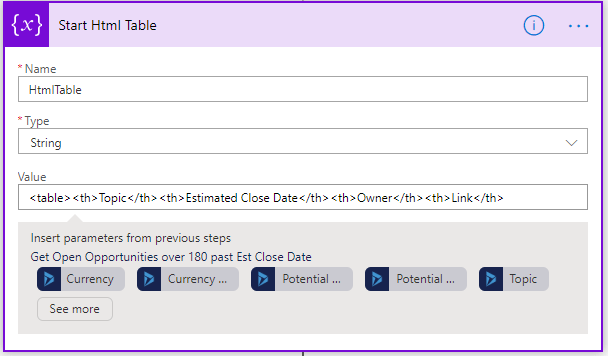 {x} Start Html Table
* Name
HtmlTable
* Type
String
Value
<table><th>Topic</th><th>Estimated Close Date</th><th>Owner</th><th>Link</th>
Insert parameters from previous steps
Get Open Opportunities over 180 past Est Close Date
Currency Currency ... Potential ... Potential ... Topic
See more